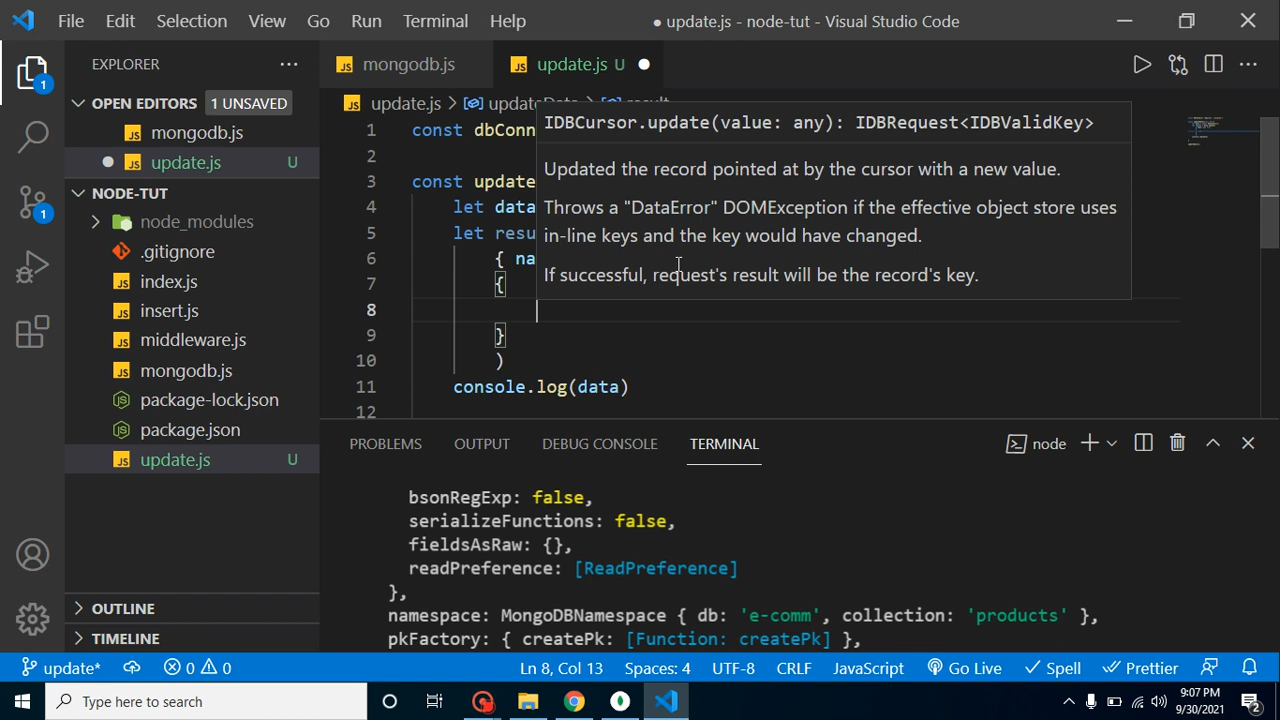 File Edit Selection View Go Run Terminal Help ● update.js - node-tut - Visual Studio Code
EXPLORER ···
mongodb.js update.js U
OPEN EDITORS 1 UNSAVED
mongodb.js
update.js U
NODE-TUT
node_modules
.gitignore
index.js
insert.js
middleware.js
mongodb.js
package-lock.json
package.json
update.js U
OUTLINE
TIMELINE
1
1
update.js >
1 const dbConn
2
3 const update
4 let data
5 let resu
6 { na
7 {
8
9 }
10 )
11 console.log(data)
12
IDBCursor.update(value: any): IDBRequest<IDBValidKey>
Updated the record pointed at by the cursor with a new value.
Throws a "DataError" DOMException if the effective object store uses
in-line keys and the key would have changed.
If successful, request's result will be the record's key.
PROBLEMS OUTPUT DEBUG CONSOLE TERMINAL node
bsonRegExp: false,
serializeFunctions: false,
fieldsAsRaw: {},
readPreference: [ReadPreference]
},
namespace: MongoDBNamespace { db: 'e-comm', collection: 'products' },
pkFactory: { createPk: [Function: createPk] },
update* 0 0 Ln 8, Col 13 Spaces: 4 UTF-8 CRLF JavaScript Go Live Spell Prettier
Type here to search
9:07 PM
9/30/2021
2